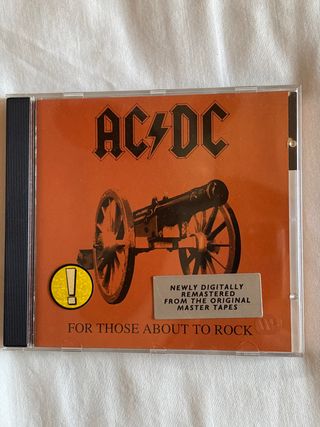 AC⚡DC
!
NEWLY DIGITALLY
REMASTERED
FROM THE ORIGINAL
MASTER TAPES
FOR THOSE ABOUT TO ROCK